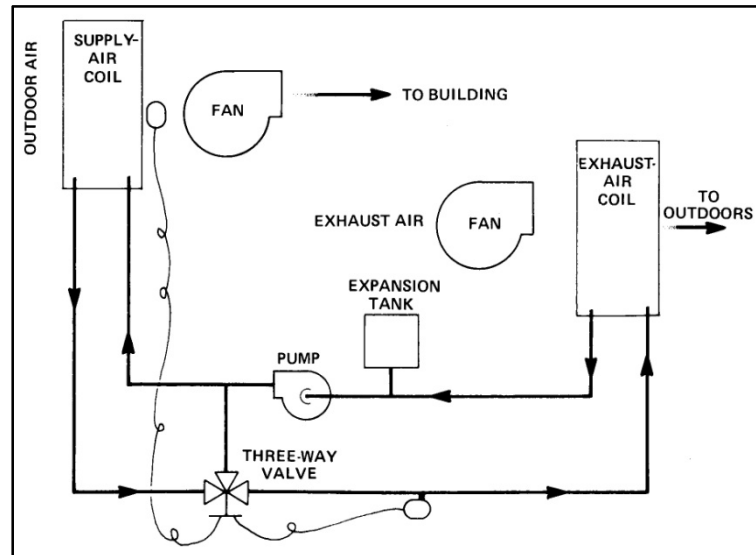 OUTDOOR AIR
SUPPLY-
AIR
COIL
FAN
TO BUILDING
EXHAUST AIR
FAN
EXHAUST-
AIR
COIL
TO
OUTDOORS
EXPANSION
TANK
PUMP
THREE-WAY
VALVE